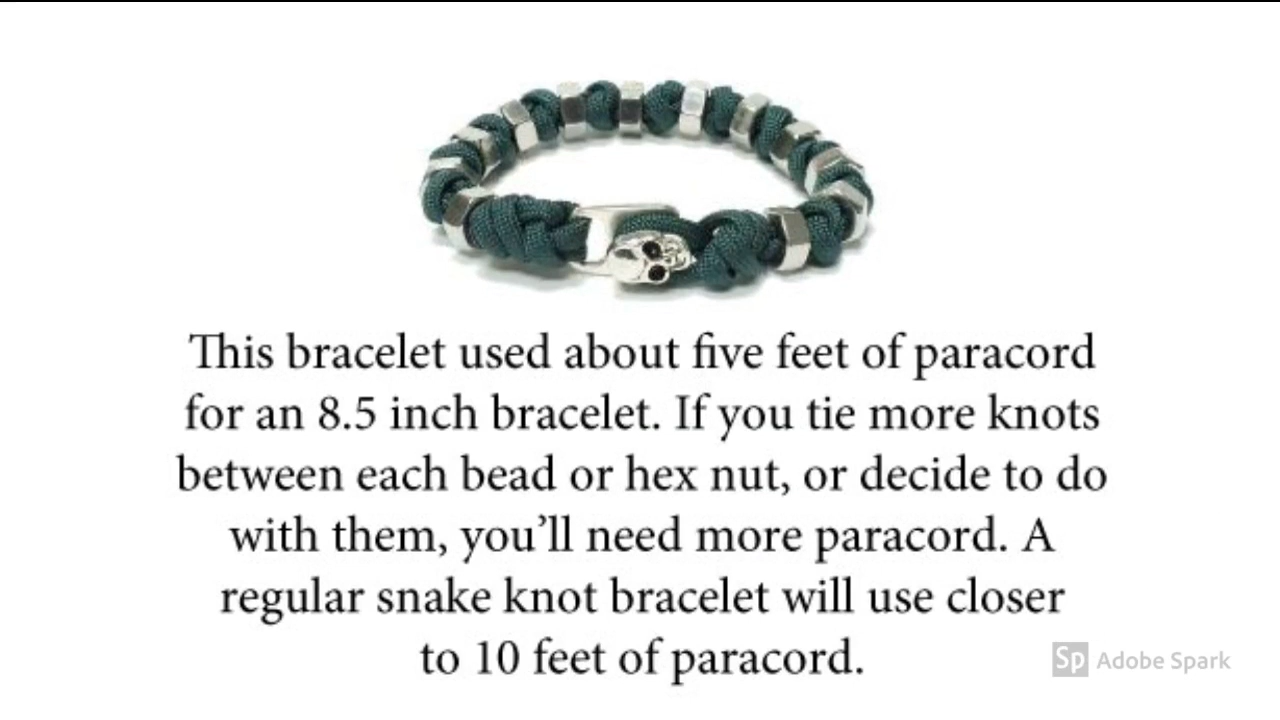 This bracelet used about five feet of paracord
for an 8.5 inch bracelet. If you tie more knots
between each bead or hex nut, or decide to do
with them, you’ll need more paracord. A
regular snake knot bracelet will use closer
to 10 feet of paracord.
Sp Adobe Spark